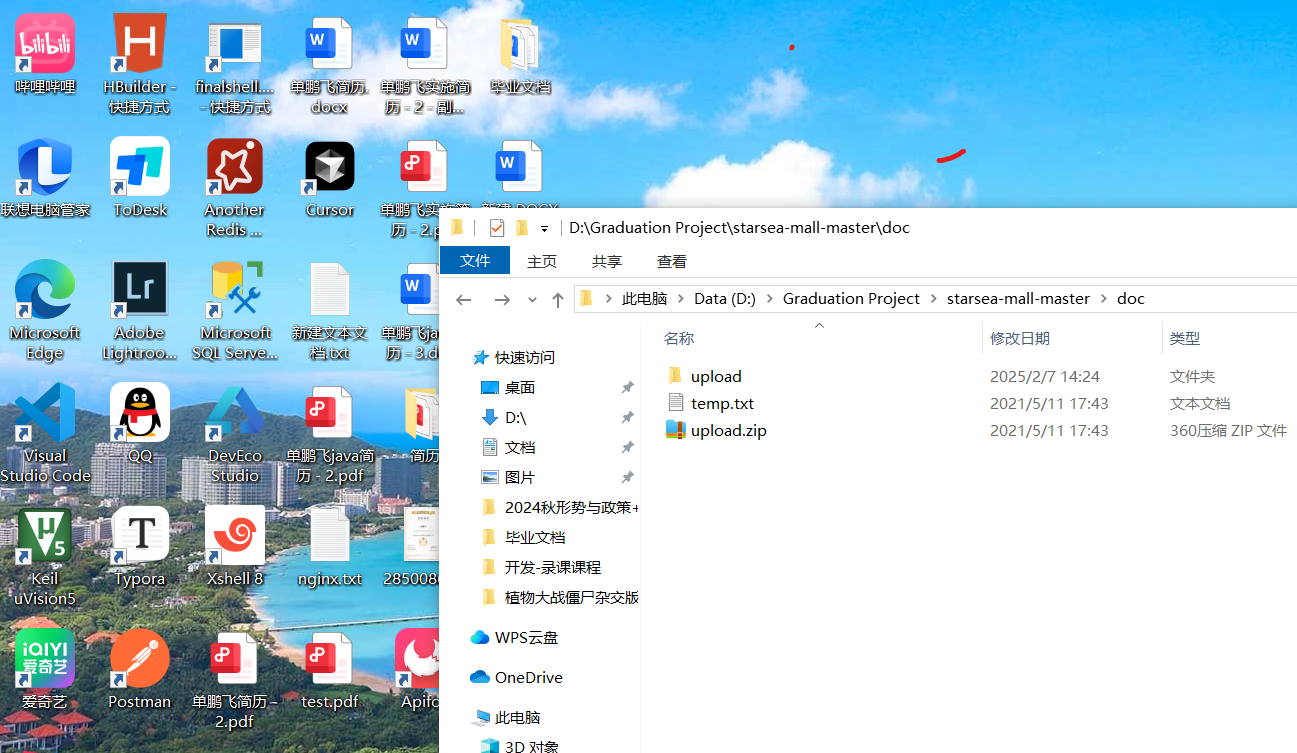 bilibili
哔哩哔哩
HBuilder -
快捷方式
finalshell....
- 快捷方式
单鹏飞简历.
docx
单鹏飞实施简
历 - 2 - 副...
毕业文档
联想电脑管家
ToDesk
Another
Redis ...
Cursor
单鹏飞实施简
历 - 2.p
新建 DOCX
Microsoft
Edge
Lr
Adobe
Lightroo...
Microsoft
SQL Serve...
新建文本文
档.txt
单鹏飞ja
历 - 3.d
Visual
Studio Code
QQ
DevEco
Studio
单鹏飞java简
历 - 2.pdf
简历
Keil
uVision5
Typora
Xshell 8
nginx.txt
285008
iQIYI
爱奇艺
爱奇艺
Postman
单鹏飞简历 -
2.pdf
test.pdf
Apifo
D:\Graduation Project\starsea-mall-master\doc
文件
主页
共享
查看
此电脑 › Data (D:) › Graduation Project › starsea-mall-master › doc
名称
修改日期
类型
快速访问
桌面
D:\
文档
图片
2024秋形势与政策+
毕业文档
开发-录课课程
植物大战僵尸杂交版
WPS云盘
OneDrive
此电脑
3D 对象
upload 2025/2/7 14:24 文件夹
temp.txt 2021/5/11 17:43 文本文档
upload.zip 2021/5/11 17:43 360压缩 ZIP 文件